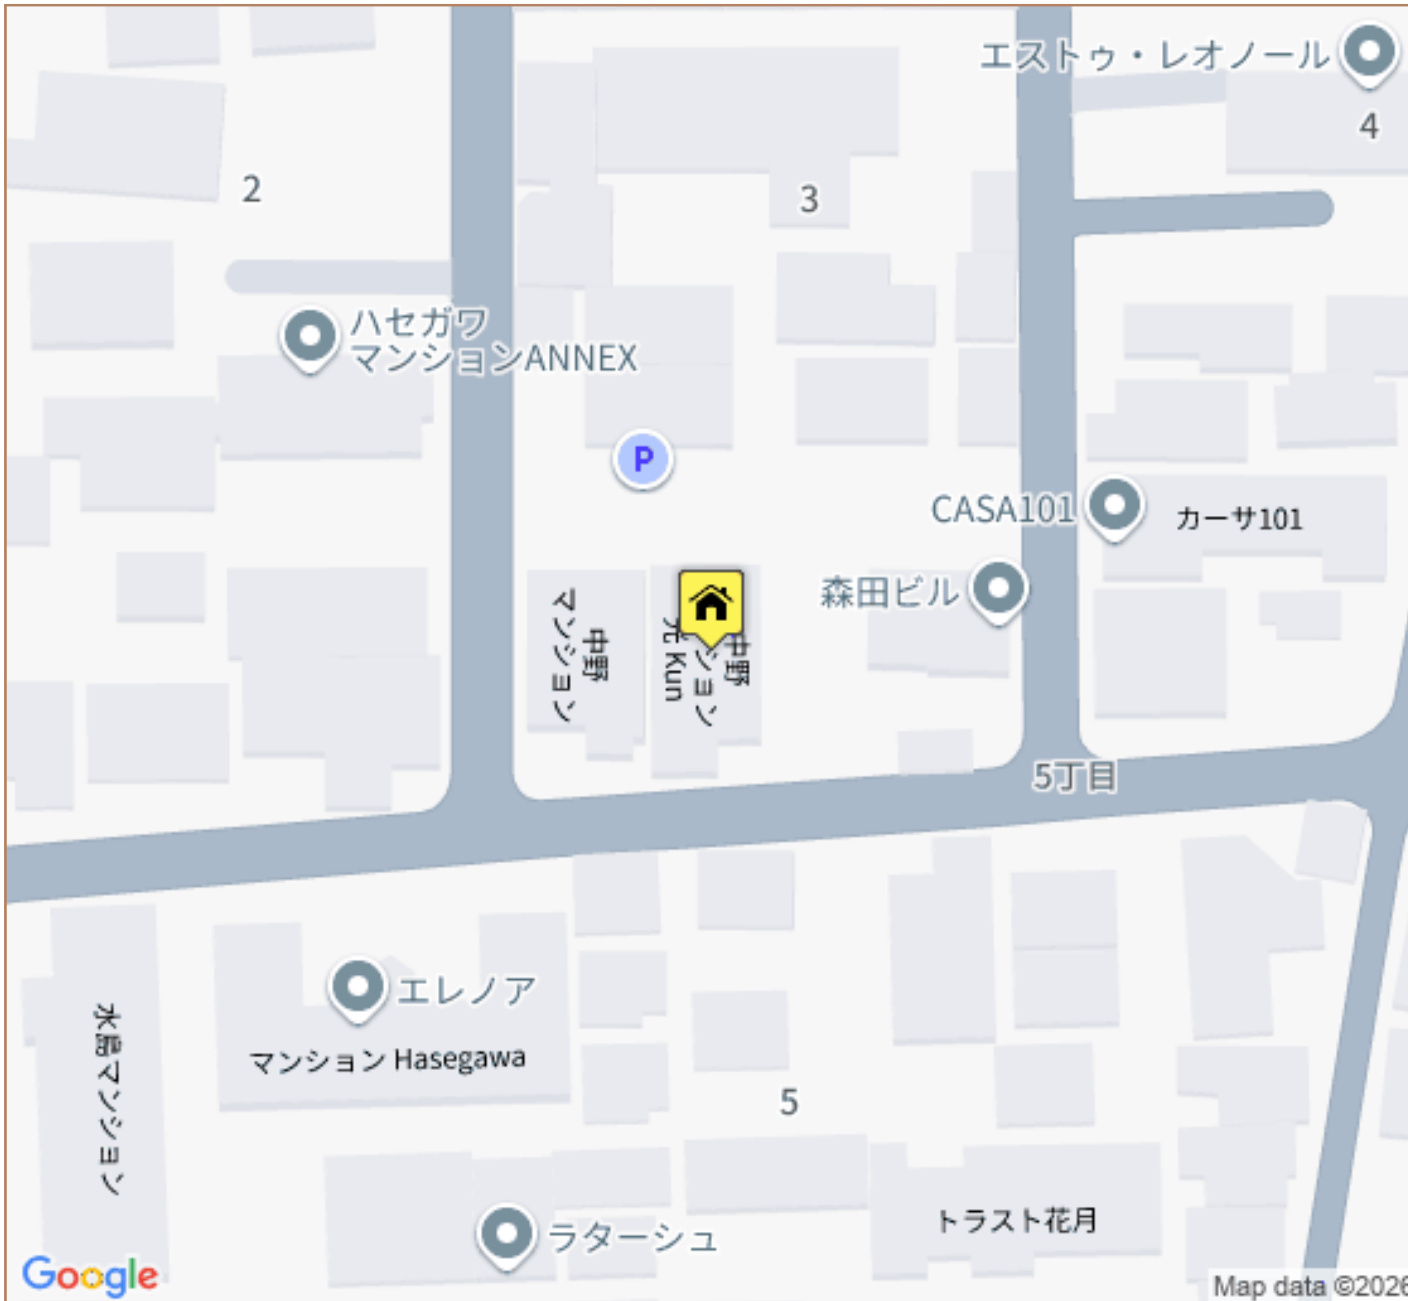 エストゥ・レオノール
4
2
3
ハセガワ
マンションANNEX
P
CASA101
カーサ101
森田ビル
中野
マンション
中野
ション
元 Kun
5丁目
エレノア
マンション Hasegawa
水島マンション
5
トラスト花月
ラターシュ
Google
Map data ©2026